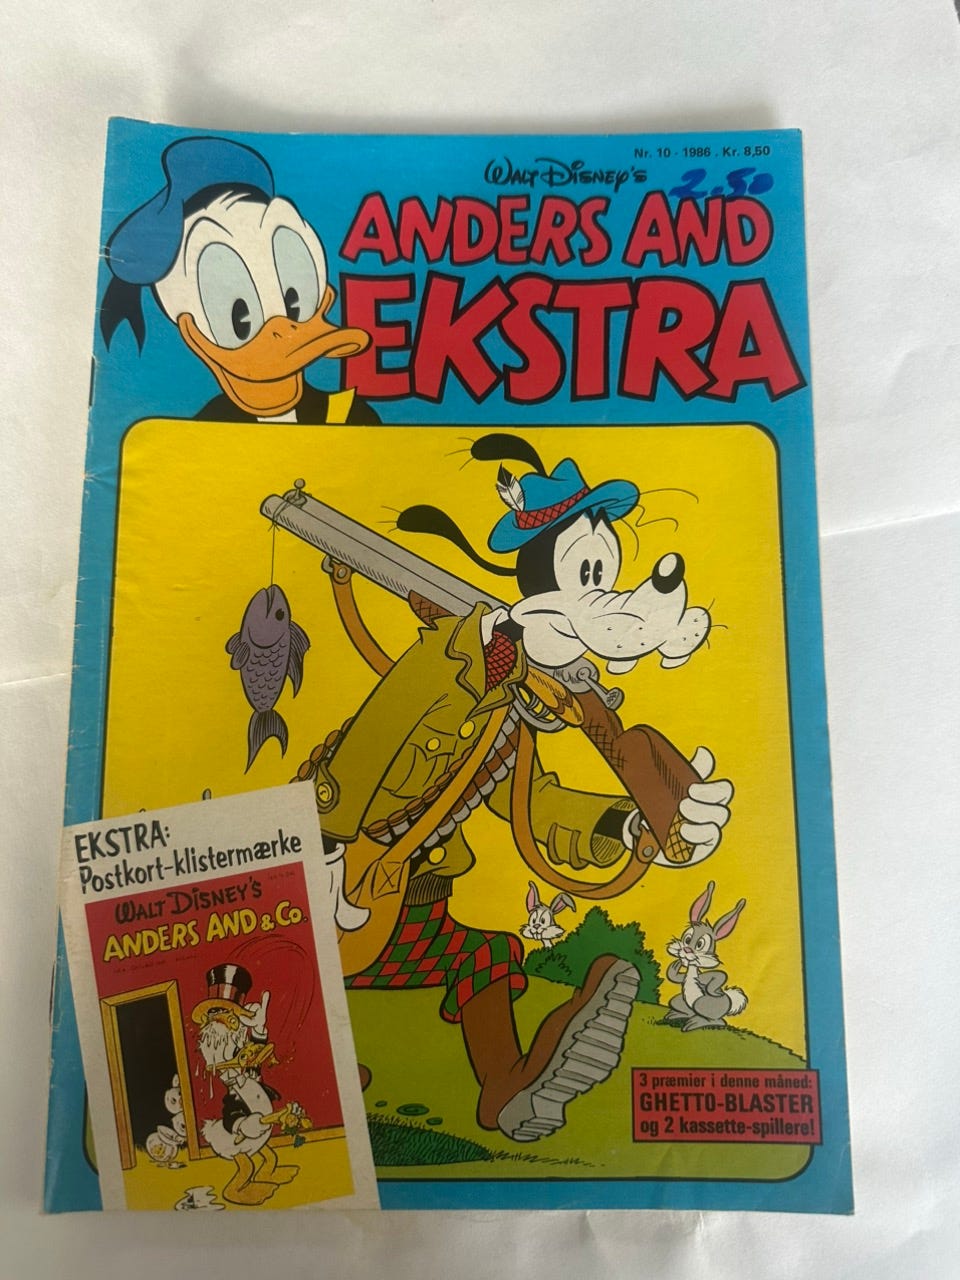 Nr. 10 · 1986 . Kr. 8,50
WALT DISNEY'S
2.50
ANDERS AND
EKSTRA
EKSTRA:
Postkort-klistermærke
WALT DISNEY'S
ANDERS AND & Co.
3 præmier i denne måned:
GHETTO-BLASTER
og 2 kassette-spillere!